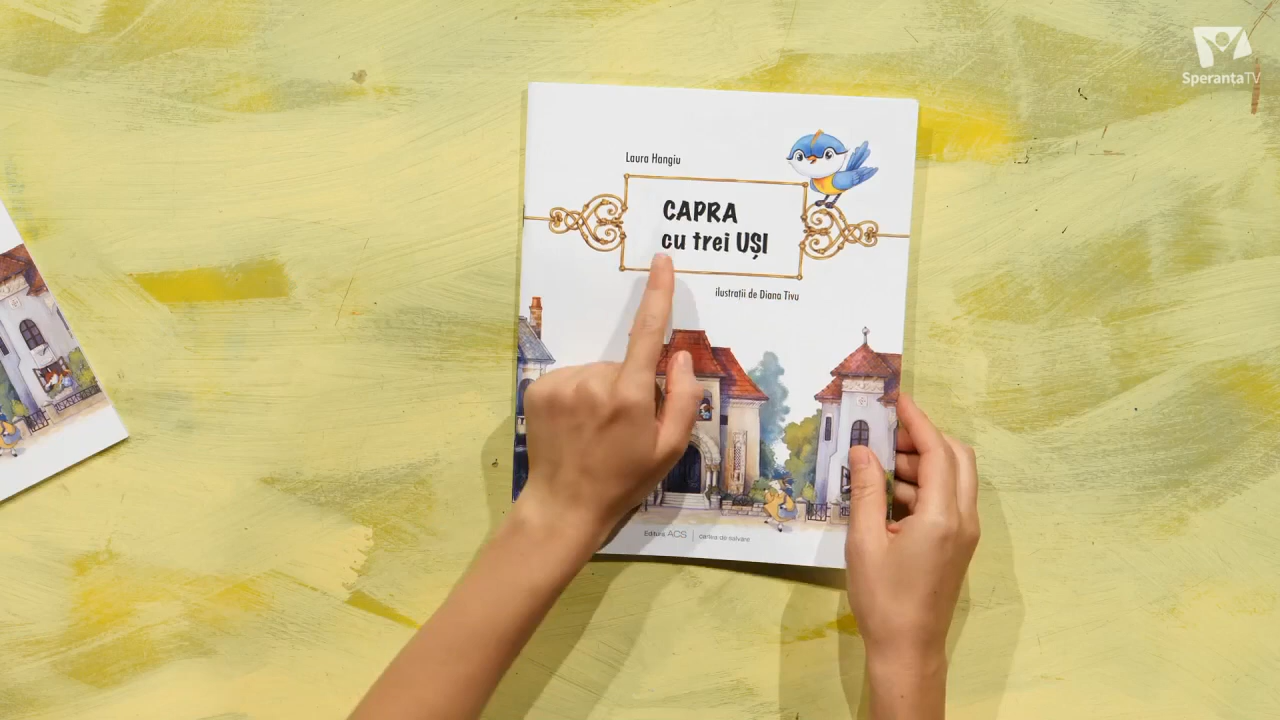 SperantaTV
Laura Hangiu
CAPRA
cu trei UȘI
ilustrații de Diana Tivu
Editura ACS | cartea de salvare